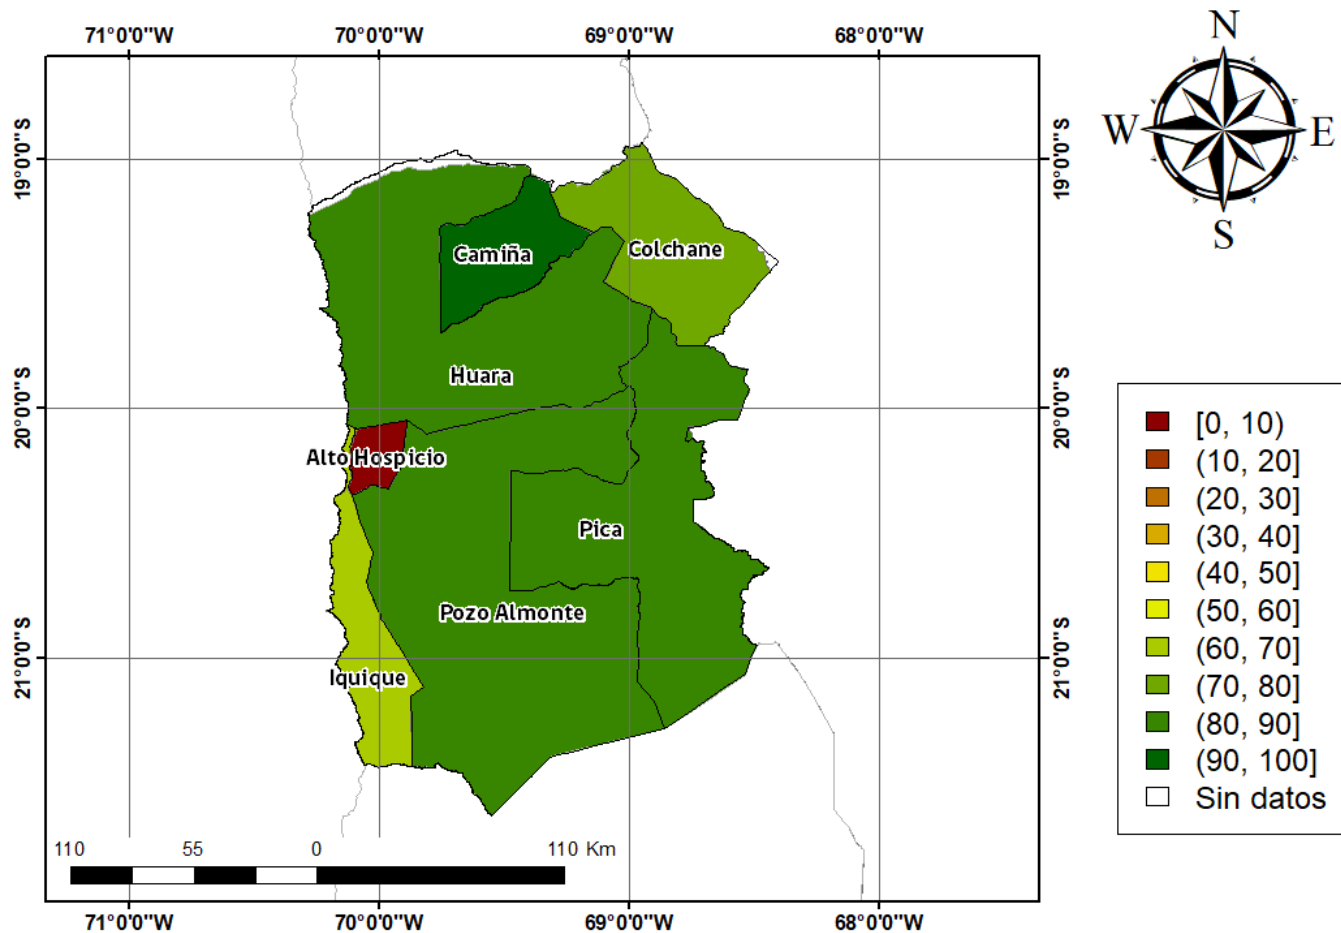 71°0'0"W 70°0'0"W 69°0'0"W 68°0'0"W
N
W E
S
19°0'0"S 19°0'0"S
Camiña
Colchane
Huara
20°0'0"S 20°0'0"S
Alto Hospicio
Pica
Pozo Almonte
21°0'0"S 21°0'0"S
Iquique
[0, 10)
(10, 20]
(20, 30]
(30, 40]
(40, 50]
(50, 60]
(60, 70]
(70, 80]
(80, 90]
(90, 100]
Sin datos
110 55 0 110 Km
71°0'0"W 70°0'0"W 69°0'0"W 68°0'0"W